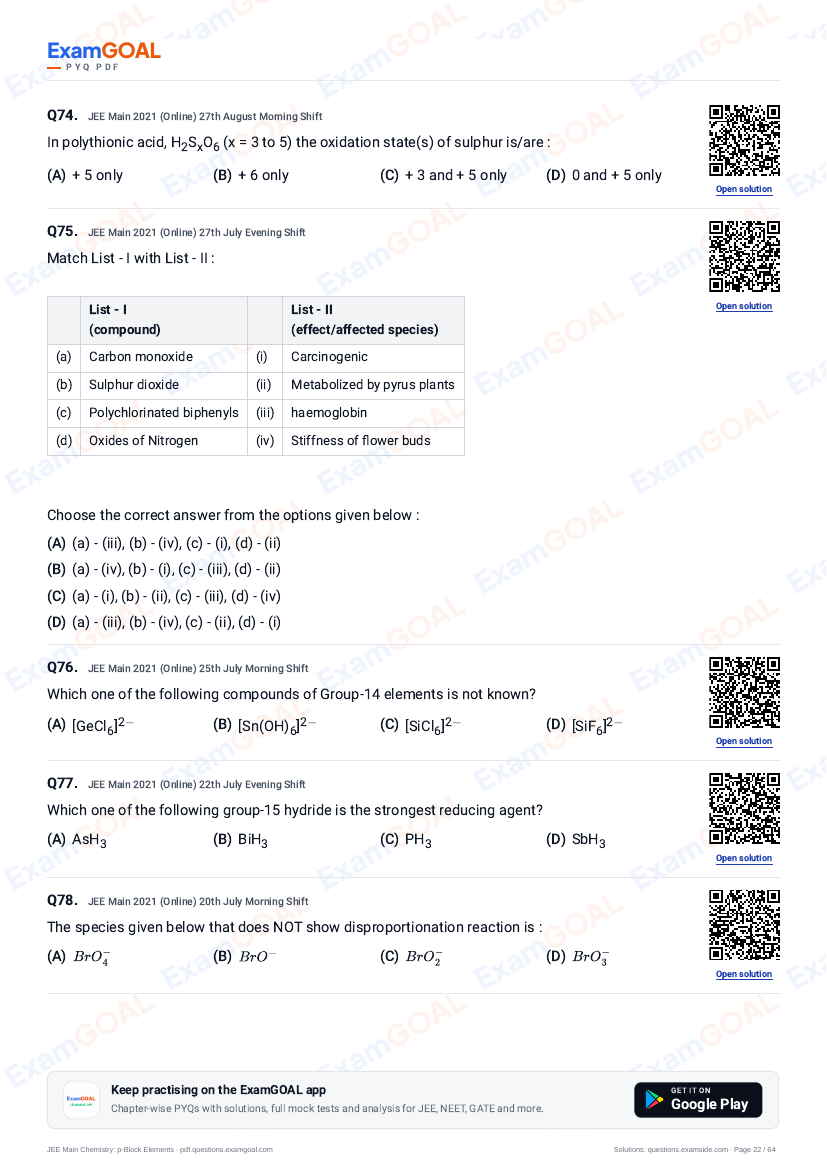 ExamGOAL
PYQ PDF
Q74. JEE Main 2021 (Online) 27th August Morning Shift
In polythionic acid, H₂SₓO₆ (x = 3 to 5) the oxidation state(s) of sulphur is/are :
(A) + 5 only (B) + 6 only (C) + 3 and + 5 only (D) 0 and + 5 only
Open solution
Q75. JEE Main 2021 (Online) 27th July Evening Shift
Match List - I with List - II :
Open solution
List - I List - II
(compound) (effect/affected species)
(a) Carbon monoxide (i) Carcinogenic
(b) Sulphur dioxide (ii) Metabolized by pyrus plants
(c) Polychlorinated biphenyls (iii) haemoglobin
(d) Oxides of Nitrogen (iv) Stiffness of flower buds
Choose the correct answer from the options given below :
(A) (a) - (iii), (b) - (iv), (c) - (i), (d) - (ii)
(B) (a) - (iv), (b) - (i), (c) - (iii), (d) - (ii)
(C) (a) - (i), (b) - (ii), (c) - (iii), (d) - (iv)
(D) (a) - (iii), (b) - (iv), (c) - (ii), (d) - (i)
Q76. JEE Main 2021 (Online) 25th July Morning Shift
Which one of the following compounds of Group-14 elements is not known?
(A) [GeCl₆]²⁻ (B) [Sn(OH)₆]²⁻ (C) [SiCl₆]²⁻ (D) [SiF₆]²⁻
Open solution
Q77. JEE Main 2021 (Online) 22th July Evening Shift
Which one of the following group-15 hydride is the strongest reducing agent?
(A) AsH₃ (B) BiH₃ (C) PH₃ (D) SbH₃
Open solution
Q78. JEE Main 2021 (Online) 20th July Morning Shift
The species given below that does NOT show disproportionation reaction is :
(A) BrO₄⁻ (B) BrO⁻ (C) BrO₂⁻ (D) BrO₃⁻
Open solution
Keep practising on the ExamGOAL app
Chapter-wise PYQs with solutions, full mock tests and analysis for JEE, NEET, GATE and more.
GET IT ON
Google Play
JEE Main Chemistry: p-Block Elements · pdf.questions.examgoal.com
Solutions: questions.examside.com · Page 22 / 64